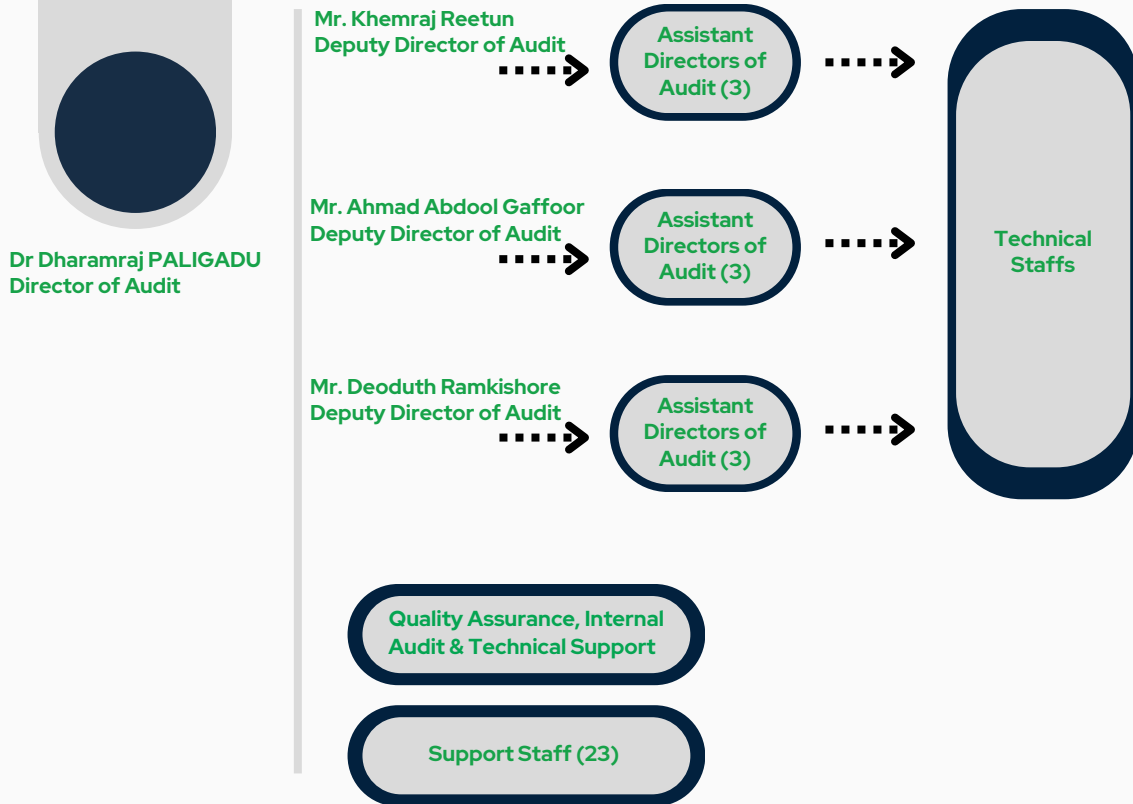 Dr Dharamraj PALIGADU
Director of Audit
Mr. Khemraj Reetun
Deputy Director of Audit
Assistant
Directors of
Audit (3)
Mr. Ahmad Abdool Gaffoor
Deputy Director of Audit
Assistant
Directors of
Audit (3)
Mr. Deoduth Ramkishore
Deputy Director of Audit
Assistant
Directors of
Audit (3)
Technical
Staffs
Quality Assurance, Internal
Audit & Technical Support
Support Staff (23)